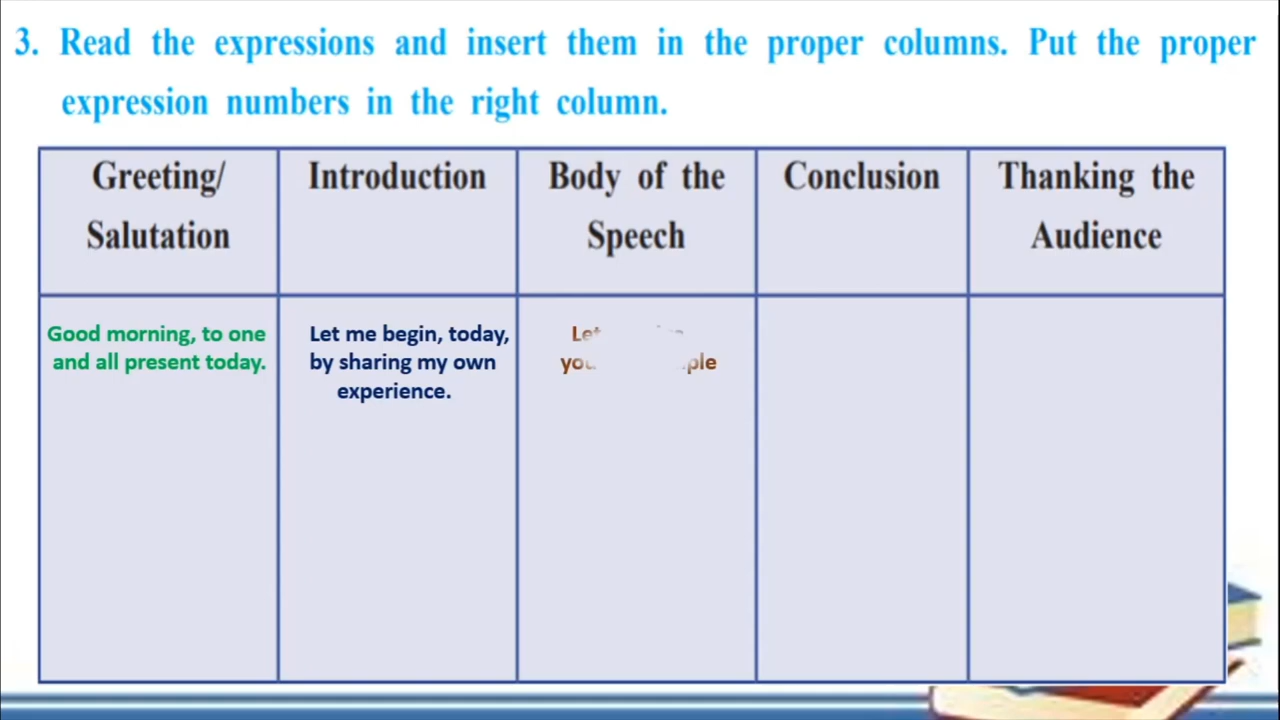 3. Read the expressions and insert them in the proper columns. Put the proper
expression numbers in the right column.
Greeting/
Salutation
Introduction
Body of the
Speech
Conclusion
Thanking the
Audience
Good morning, to one
and all present today.
Let me begin, today,
by sharing my own
experience.
Let